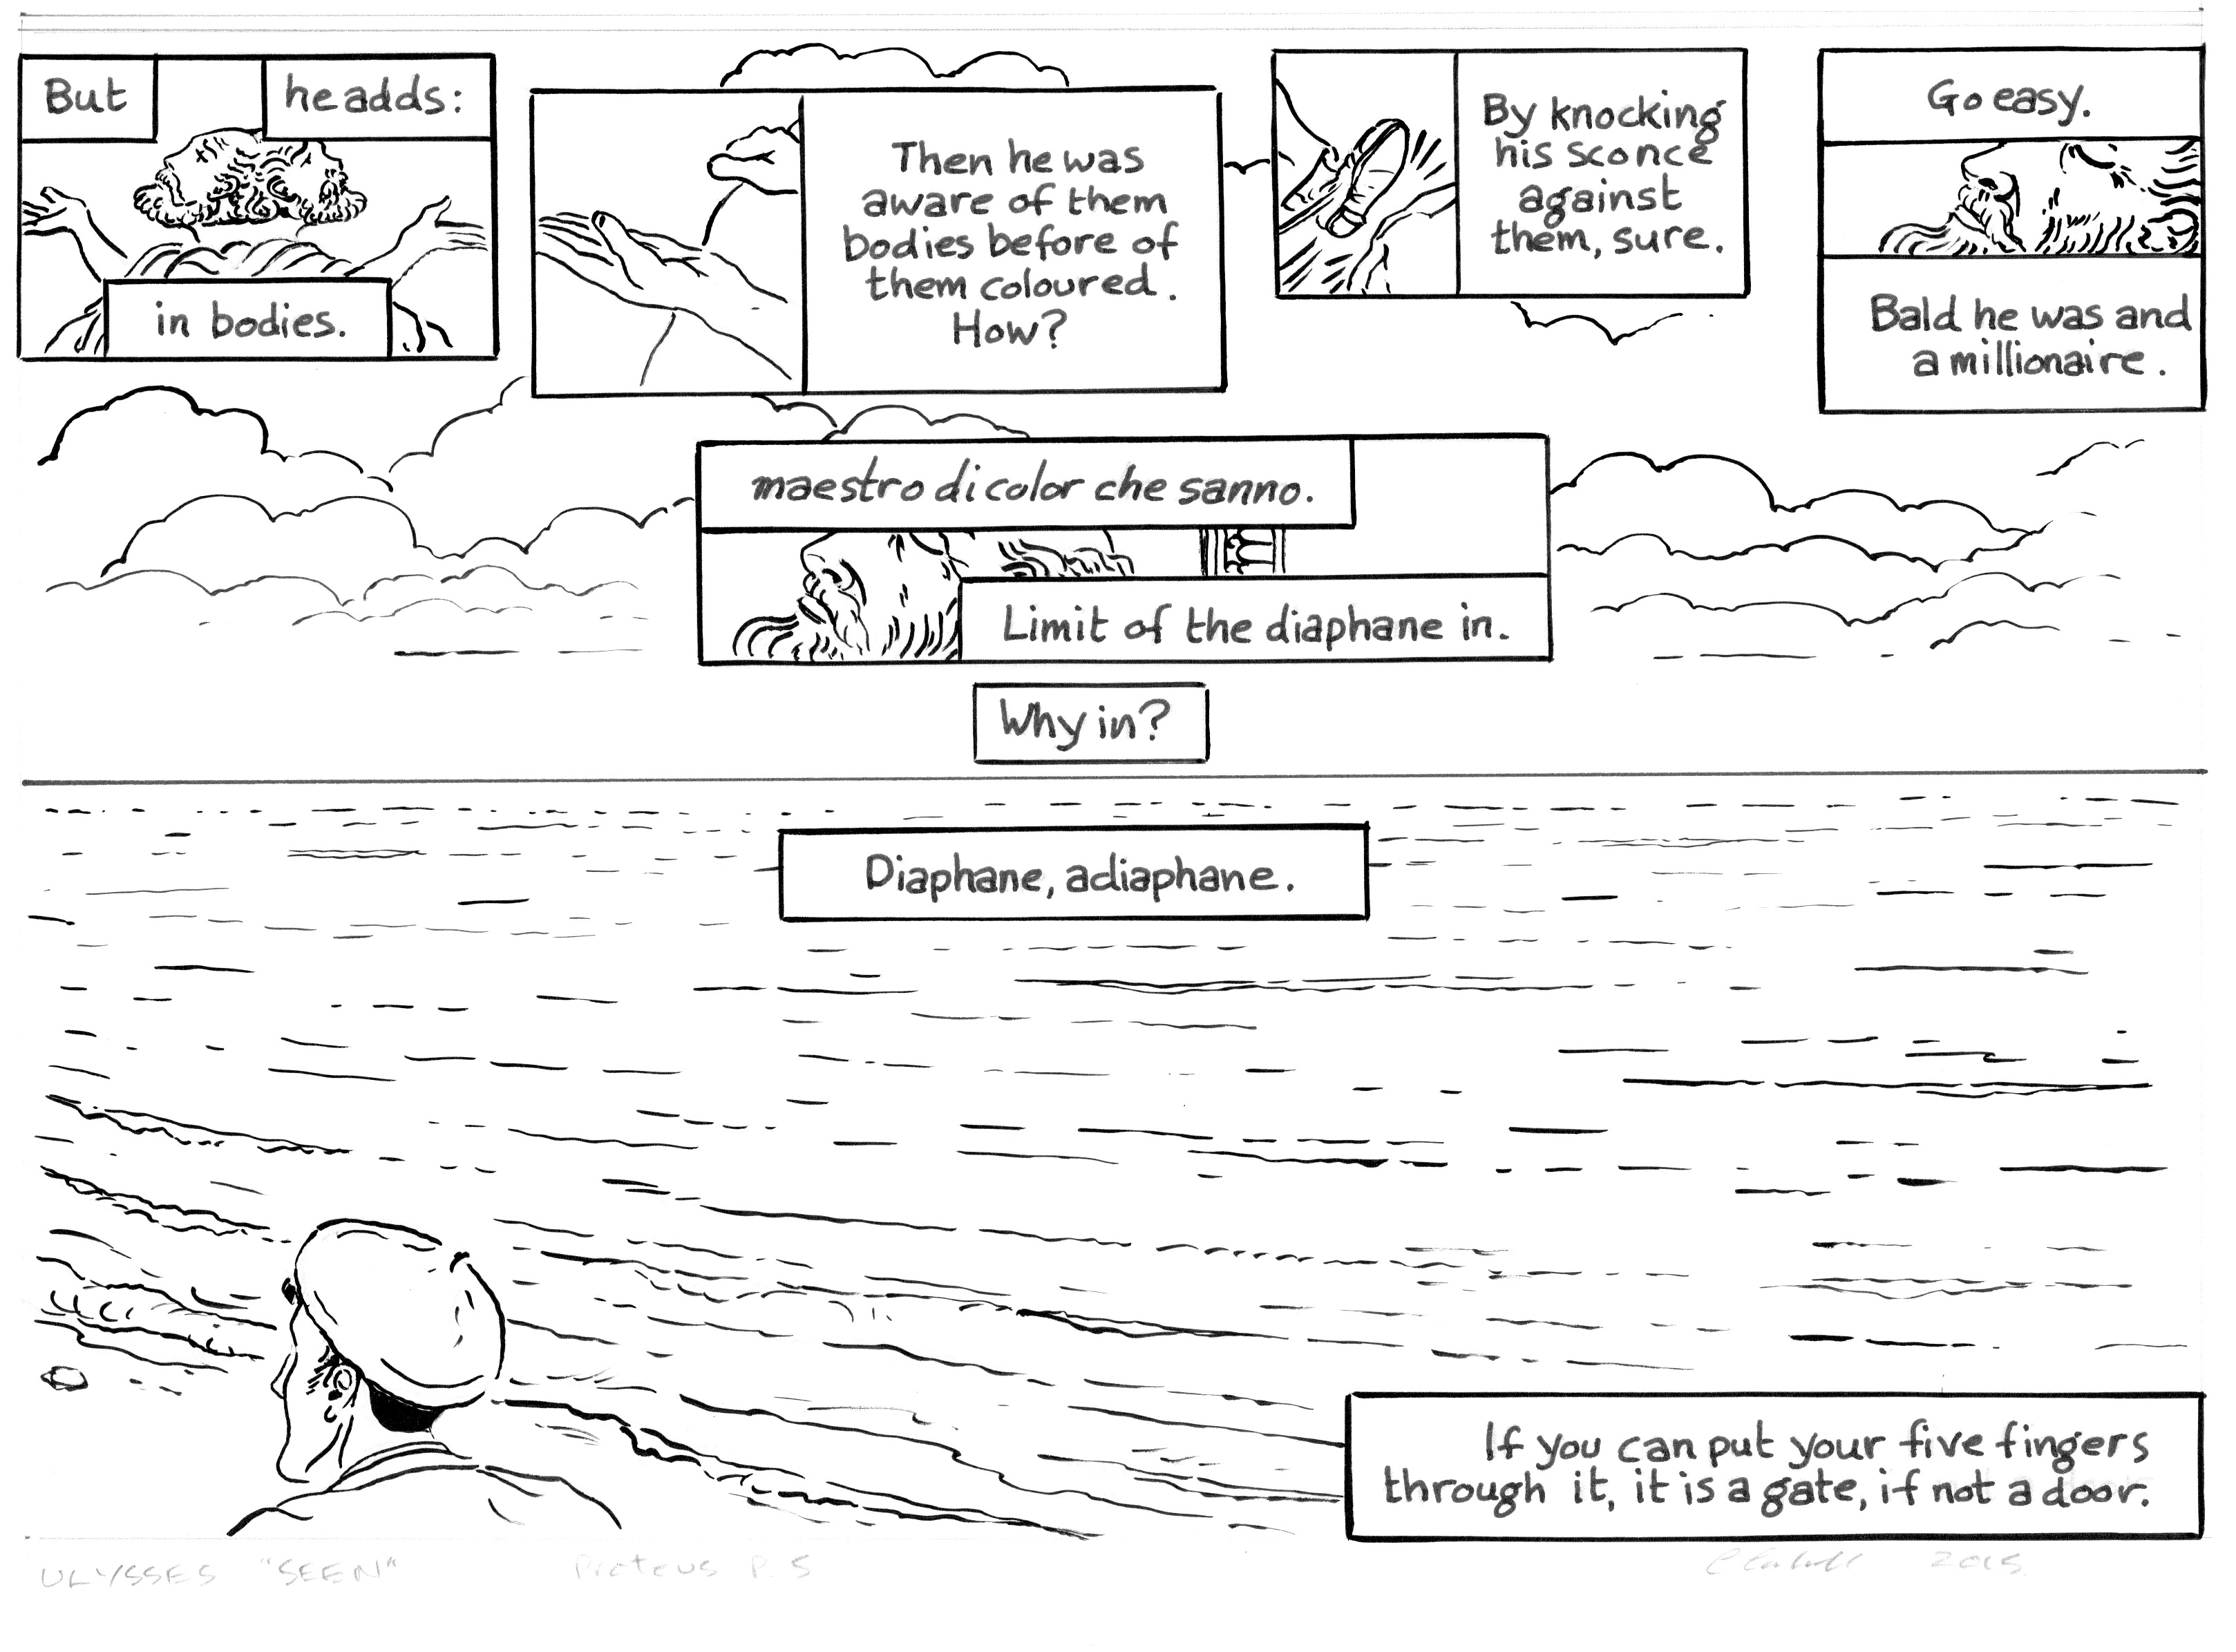 But
he adds:
in bodies.
Then he was
aware of them
bodies before of
them coloured.
How?
By knocking
his sconce
against
them, sure.
Go easy.
Bald he was and
a millionaire.
maestro di color che sanno.
Limit of the diaphane in.
Why in?
Diaphane, adiaphane.
If you can put your five fingers
through it, it is a gate, if not a door.
ULYSSES "SEEN"
Proteus P. 5
2015